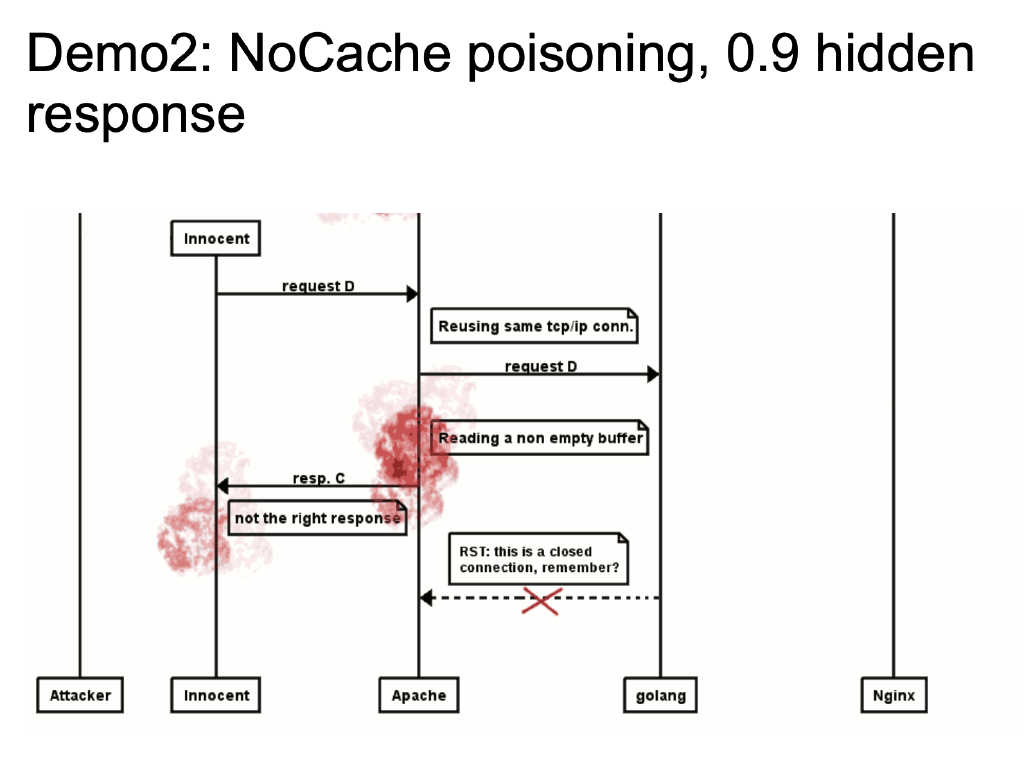 Demo2: NoCache poisoning, 0.9 hidden
response
Innocent
request D
Reusing same tcp/ip conn.
request D
Reading a non empty buffer
resp. C
not the right response
RST: this is a closed
connection, remember?
Attacker
Innocent
Apache
golang
Nginx